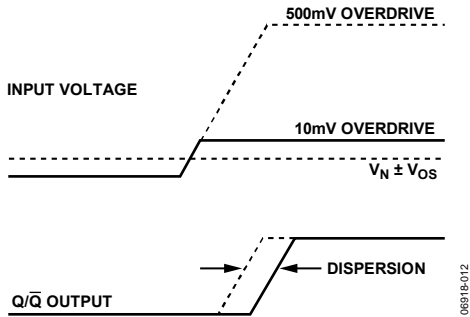 500mV OVERDRIVE
INPUT VOLTAGE
10mV OVERDRIVE
V_N ± V_OS
DISPERSION
Q/Q̅ OUTPUT
06918-012